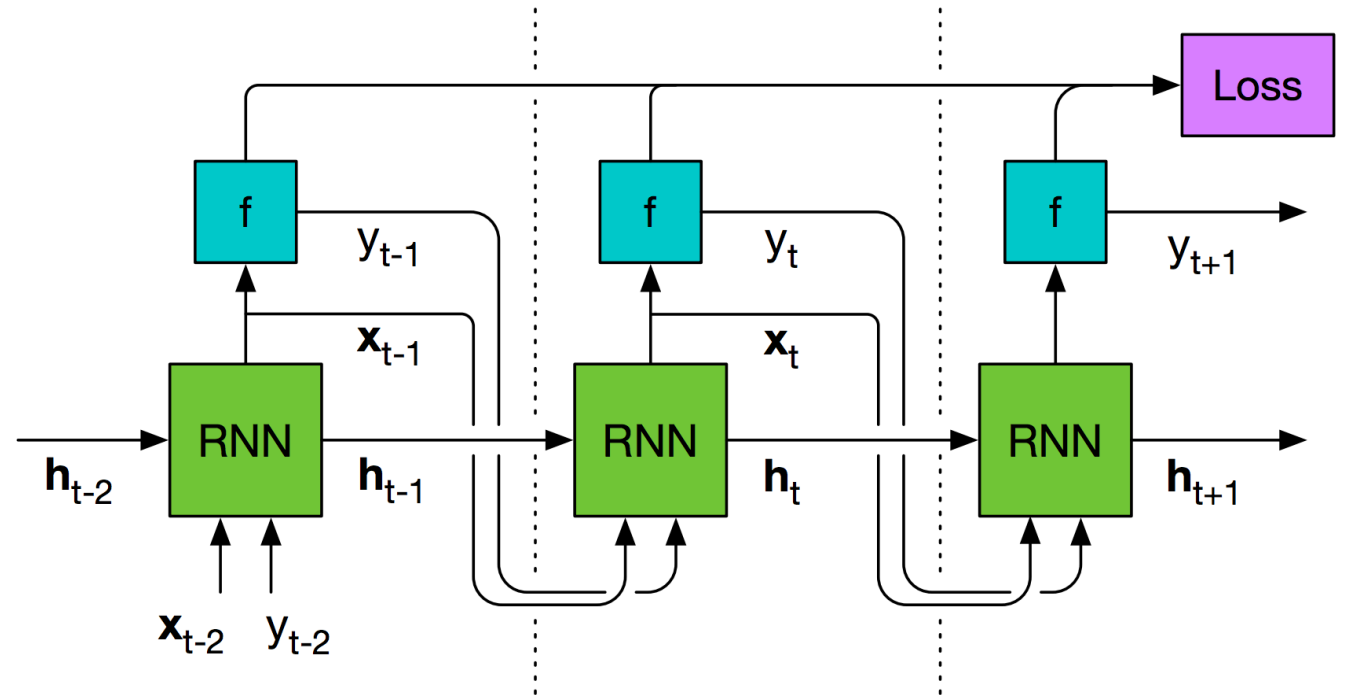 Loss
f
f
f
y_{t-1}
y_t
y_{t+1}
x_{t-1}
x_t
RNN
RNN
RNN
h_{t-2}
h_{t-1}
h_t
h_{t+1}
x_{t-2}
y_{t-2}